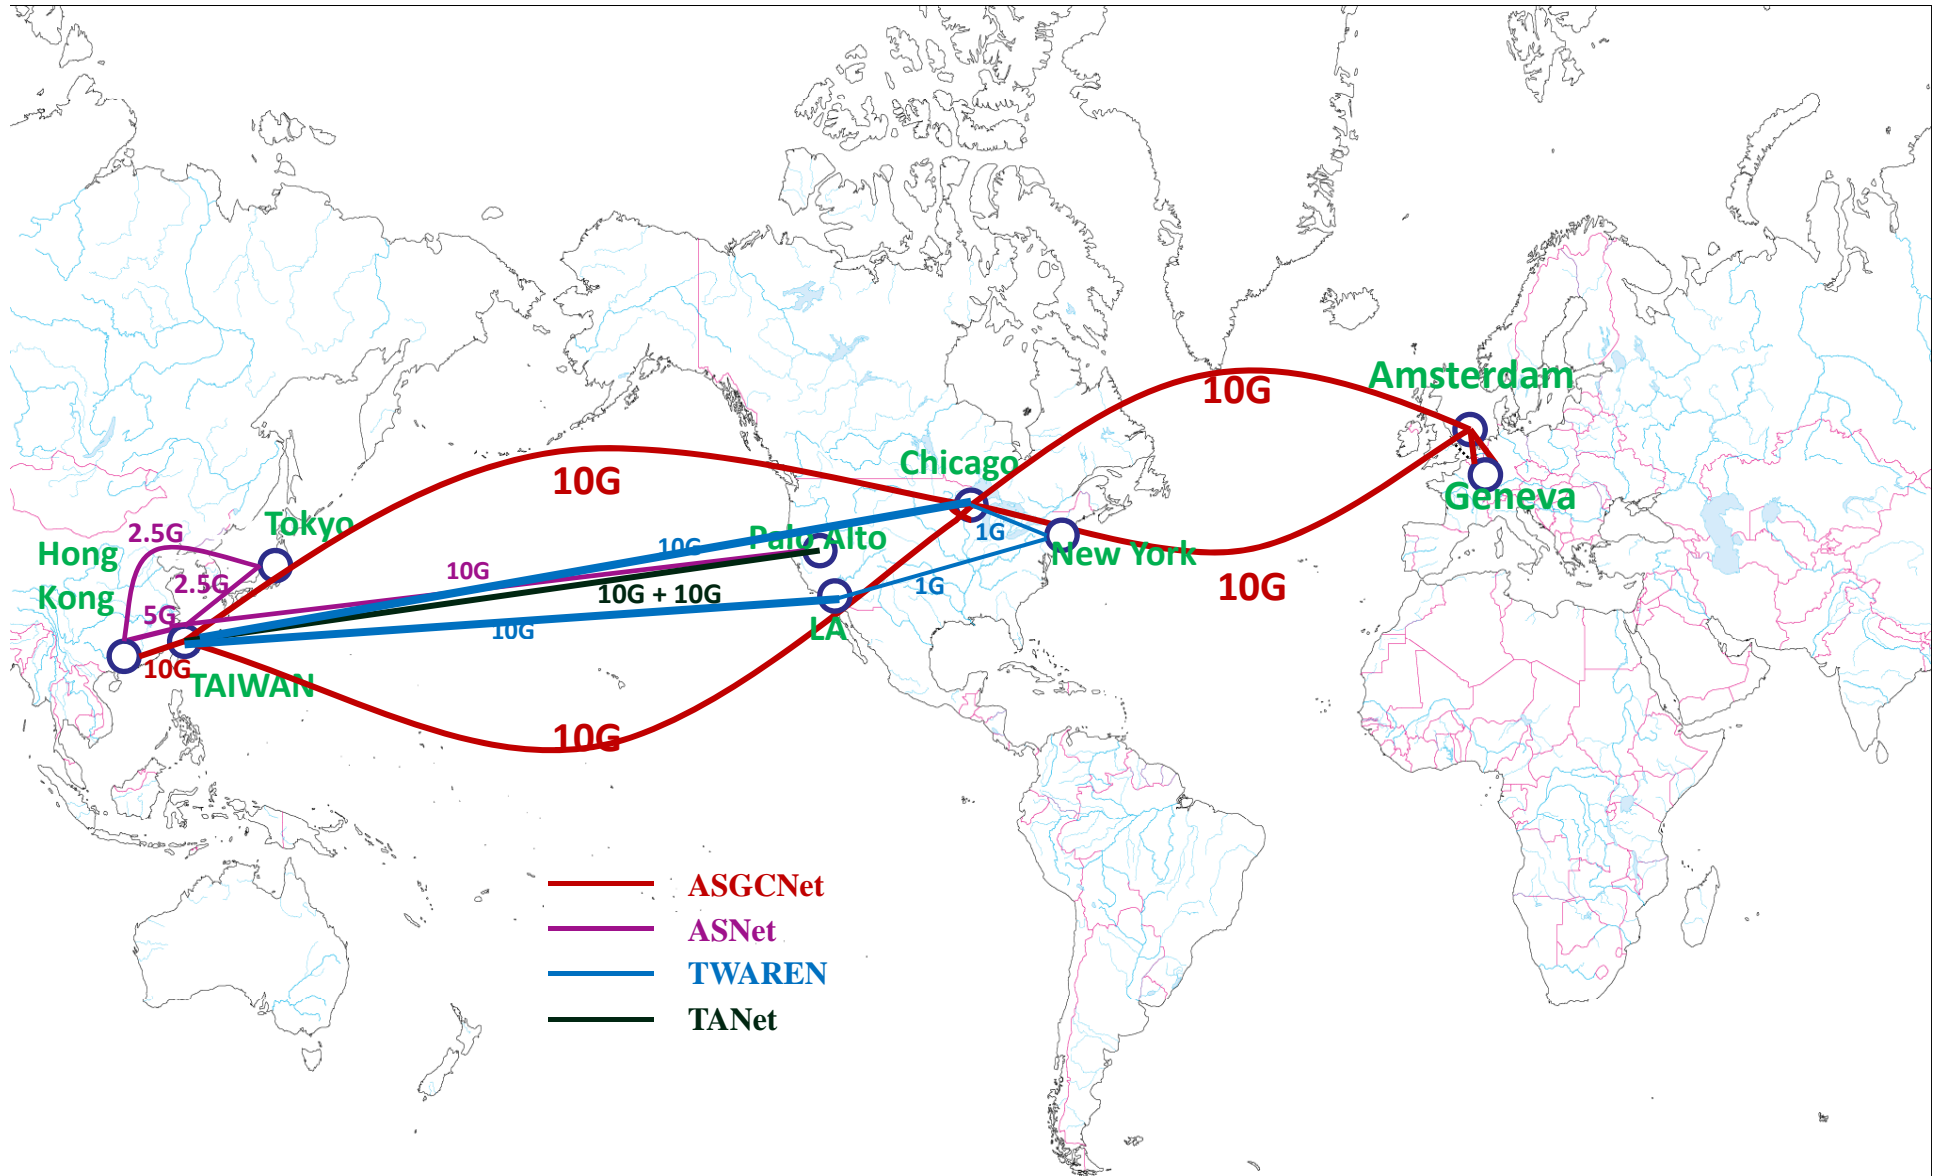 Amsterdam
10G
Chicago
10G
Geneva
Tokyo
2.5G
1G
Palo Alto
10G
New York
Hong
Kong
10G
2.5G
10G + 10G
1G
10G
5G
10G
LA
10G
TAIWAN
10G
ASGCNet
ASNet
TWAREN
TANet